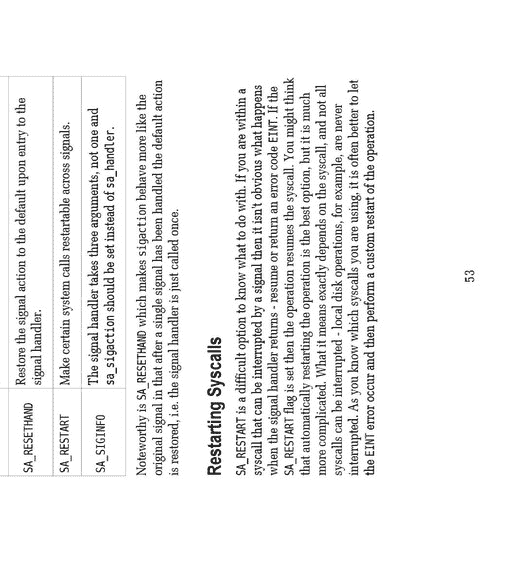 SA_RESETHAND
Restore the signal action to the default upon entry to the
signal handler.
SA_RESTART
Make certain system calls restartable across signals.
SA_SIGINFO
The signal handler takes three arguments, not one and
sa_sigaction should be set instead of sa_handler.
Noteworthy is SA_RESETHAND which makes sigaction behave more like the
original signal in that after a single signal has been handled the default action
is restored, i.e. the signal handler is just called once.
Restarting Syscalls
SA_RESTART is a difficult option to know what to do with. If you are within a
syscall that can be interrupted by a signal then it isn't obvious what happens
when the signal handler returns - resume or return an error code EINT. If the
SA_RESTART flag is set then the operation resumes the syscall. You might think
that automatically restarting the operation is the best option, but it is much
more complicated. What it means exactly depends on the syscall, and not all
syscalls can be interrupted - local disk operations, for example, are never
interrupted. As you know which syscalls you are using, it is often better to let
the EINT error occur and then perform a custom restart of the operation.
53